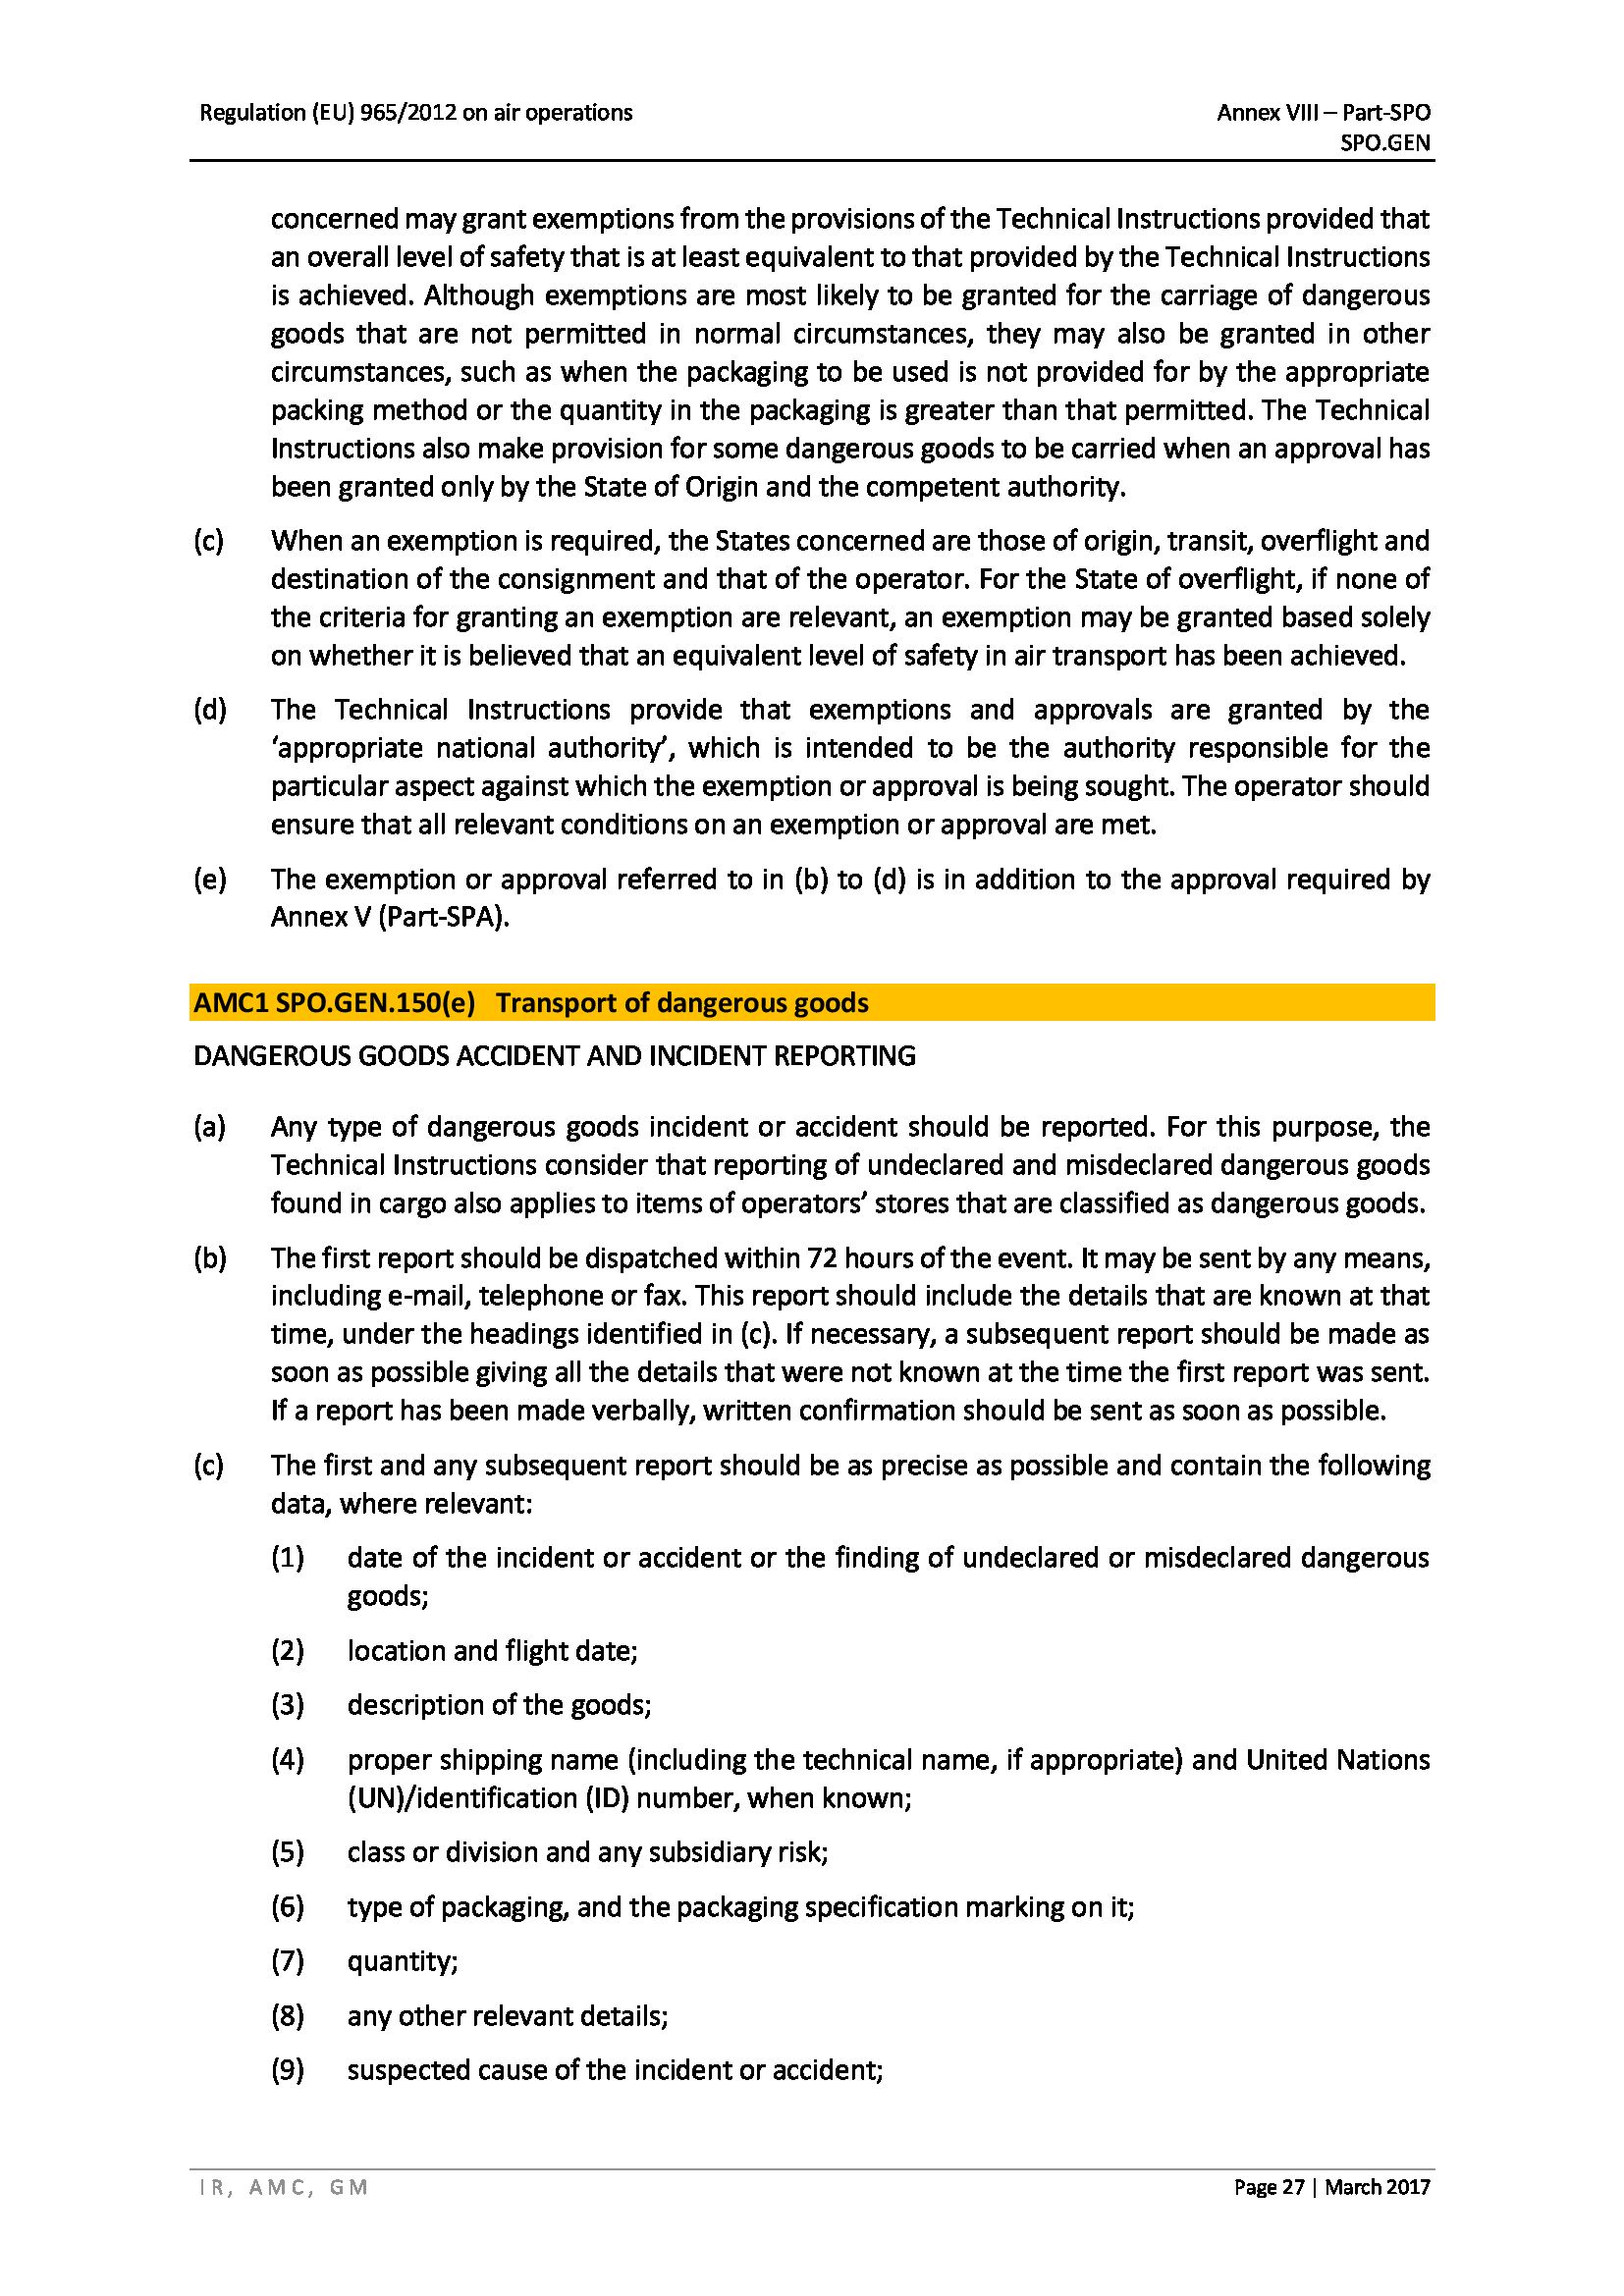 Regulation (EU) 965/2012 on air operations Annex VIII – Part-SPO
SPO.GEN
concerned may grant exemptions from the provisions of the Technical Instructions provided that
an overall level of safety that is at least equivalent to that provided by the Technical Instructions
is achieved. Although exemptions are most likely to be granted for the carriage of dangerous
goods that are not permitted in normal circumstances, they may also be granted in other
circumstances, such as when the packaging to be used is not provided for by the appropriate
packing method or the quantity in the packaging is greater than that permitted. The Technical
Instructions also make provision for some dangerous goods to be carried when an approval has
been granted only by the State of Origin and the competent authority.
(c) When an exemption is required, the States concerned are those of origin, transit, overflight and
destination of the consignment and that of the operator. For the State of overflight, if none of
the criteria for granting an exemption are relevant, an exemption may be granted based solely
on whether it is believed that an equivalent level of safety in air transport has been achieved.
(d) The Technical Instructions provide that exemptions and approvals are granted by the
‘appropriate national authority’, which is intended to be the authority responsible for the
particular aspect against which the exemption or approval is being sought. The operator should
ensure that all relevant conditions on an exemption or approval are met.
(e) The exemption or approval referred to in (b) to (d) is in addition to the approval required by
Annex V (Part-SPA).
AMC1 SPO.GEN.150(e) Transport of dangerous goods
DANGEROUS GOODS ACCIDENT AND INCIDENT REPORTING
(a) Any type of dangerous goods incident or accident should be reported. For this purpose, the
Technical Instructions consider that reporting of undeclared and misdeclared dangerous goods
found in cargo also applies to items of operators’ stores that are classified as dangerous goods.
(b) The first report should be dispatched within 72 hours of the event. It may be sent by any means,
including e-mail, telephone or fax. This report should include the details that are known at that
time, under the headings identified in (c). If necessary, a subsequent report should be made as
soon as possible giving all the details that were not known at the time the first report was sent.
If a report has been made verbally, written confirmation should be sent as soon as possible.
(c) The first and any subsequent report should be as precise as possible and contain the following
data, where relevant:
(1) date of the incident or accident or the finding of undeclared or misdeclared dangerous
goods;
(2) location and flight date;
(3) description of the goods;
(4) proper shipping name (including the technical name, if appropriate) and United Nations
(UN)/identification (ID) number, when known;
(5) class or division and any subsidiary risk;
(6) type of packaging, and the packaging specification marking on it;
(7) quantity;
(8) any other relevant details;
(9) suspected cause of the incident or accident;
IR, AMC, GM Page 27 | March 2017